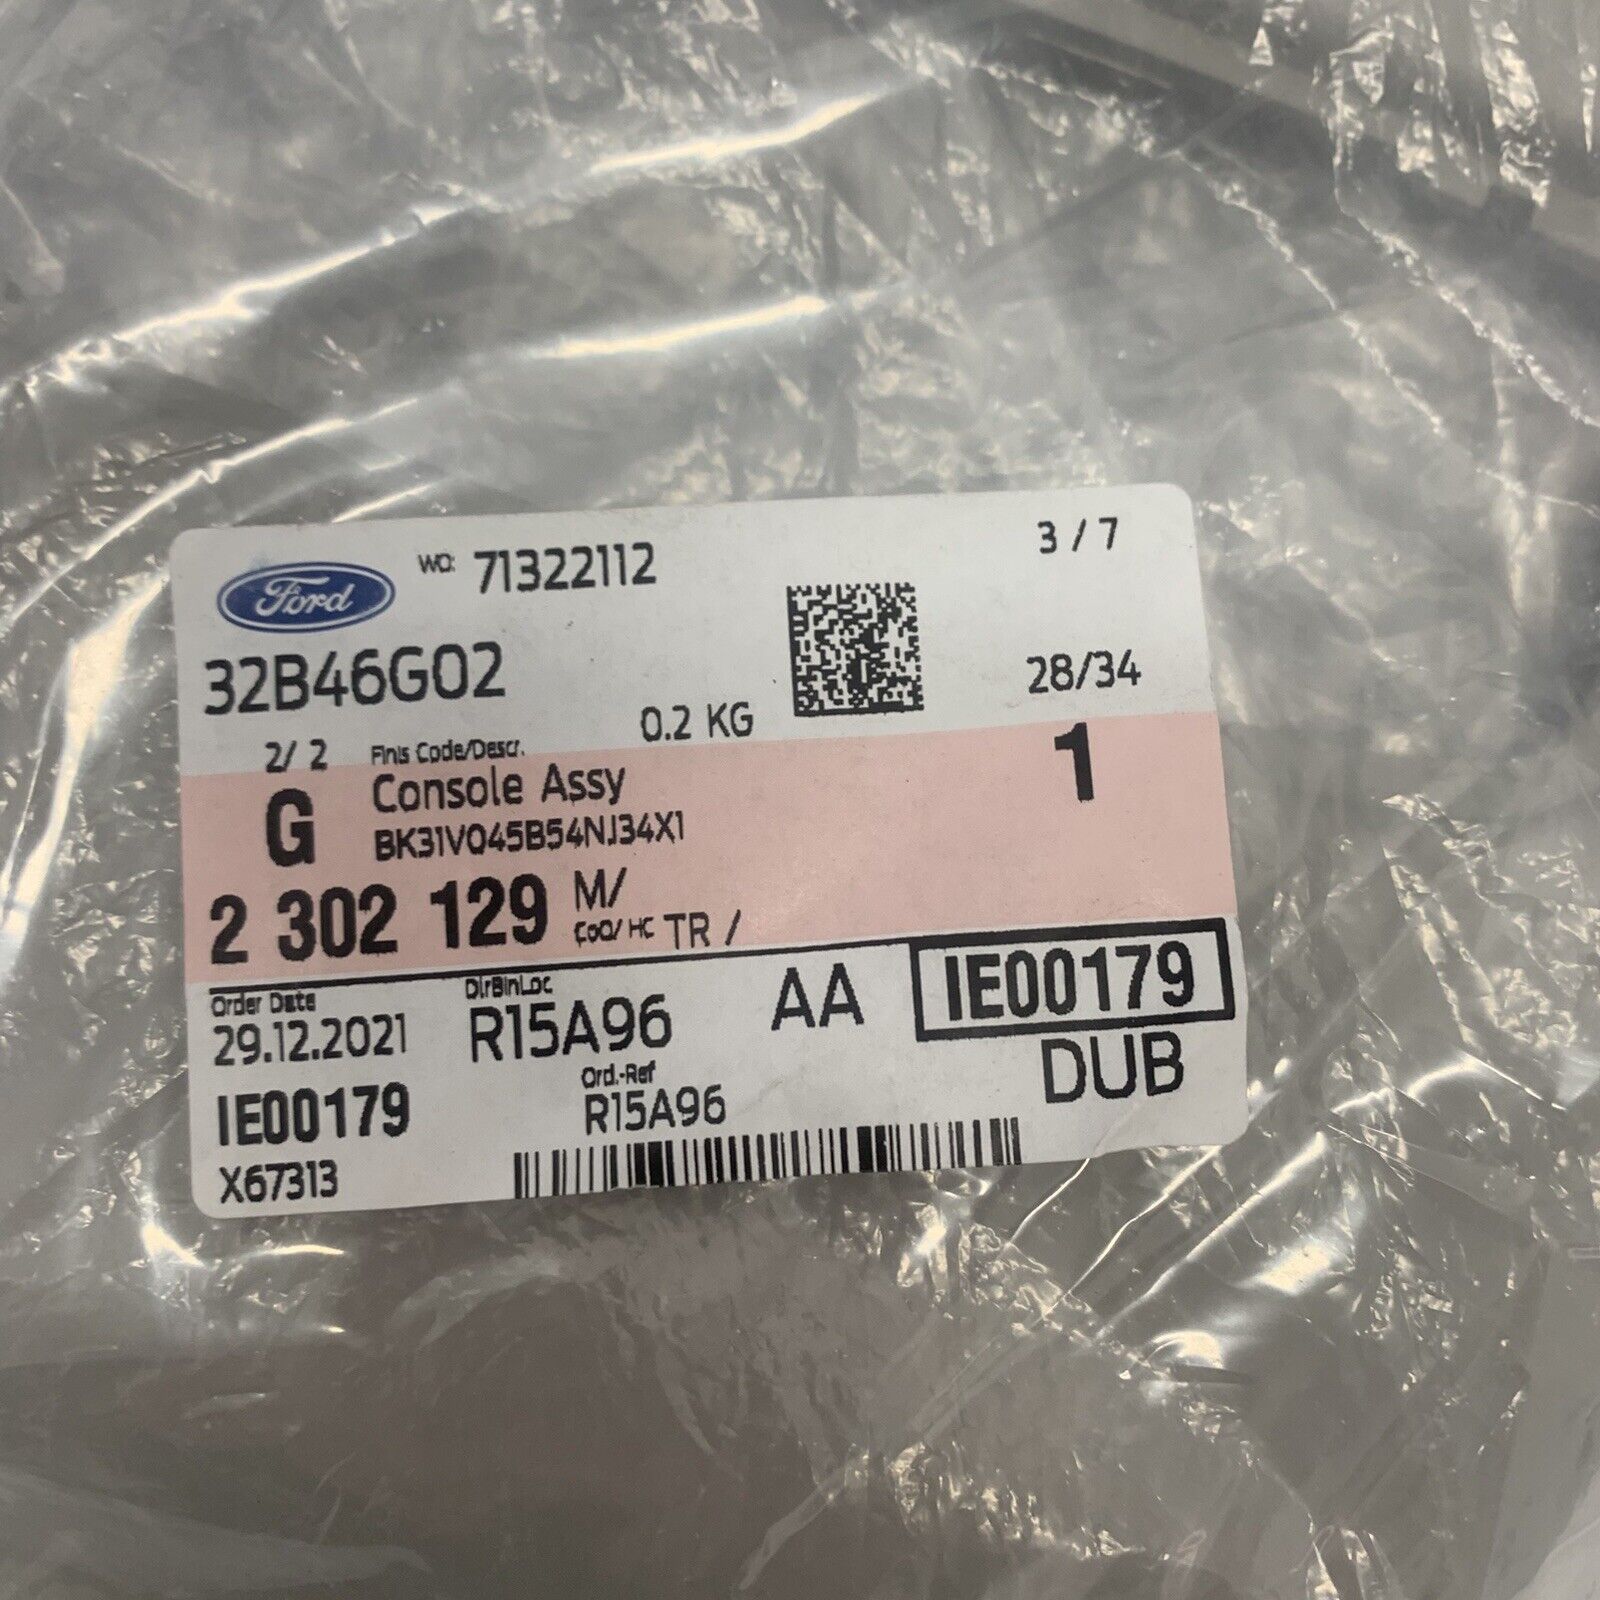 Ford
WO: 71322112
3 / 7
32B46G02
0.2 KG
28/34
2/ 2 Finis Code/Descr.
G Console Assy 1
BK31V045B54NJ34X1
2 302 129 M/
CoO/ HC TR /
Order Date DlrBinLoc
29.12.2021 R15A96 AA IE00179
IE00179 Ord.-Ref DUB
X67313 R15A96